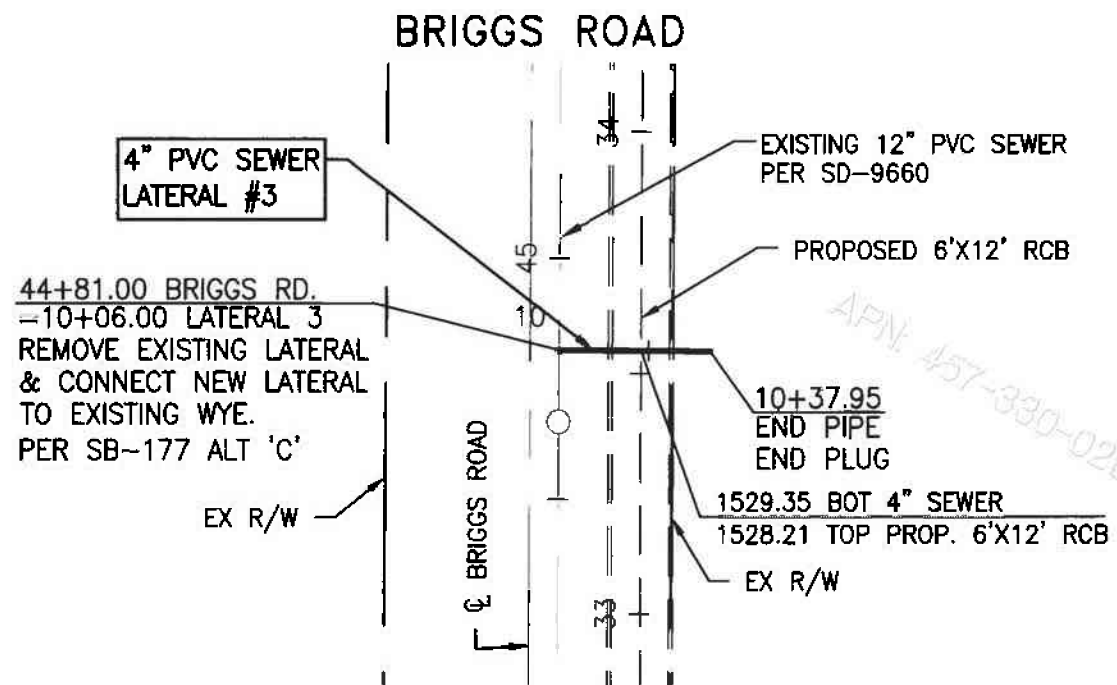 BRIGGS ROAD
4" PVC SEWER
LATERAL #3
EXISTING 12" PVC SEWER
PER SD-9660
34
45
10
PROPOSED 6'X12' RCB
44+81.00 BRIGGS RD.
-10+06.00 LATERAL 3
REMOVE EXISTING LATERAL
& CONNECT NEW LATERAL
TO EXISTING WYE.
PER SB-177 ALT 'C'
APN: 457-330-02
10+37.95
END PIPE
END PLUG
EX R/W
℄ BRIGGS ROAD
1529.35 BOT 4" SEWER
1528.21 TOP PROP. 6'X12' RCB
EX R/W
33